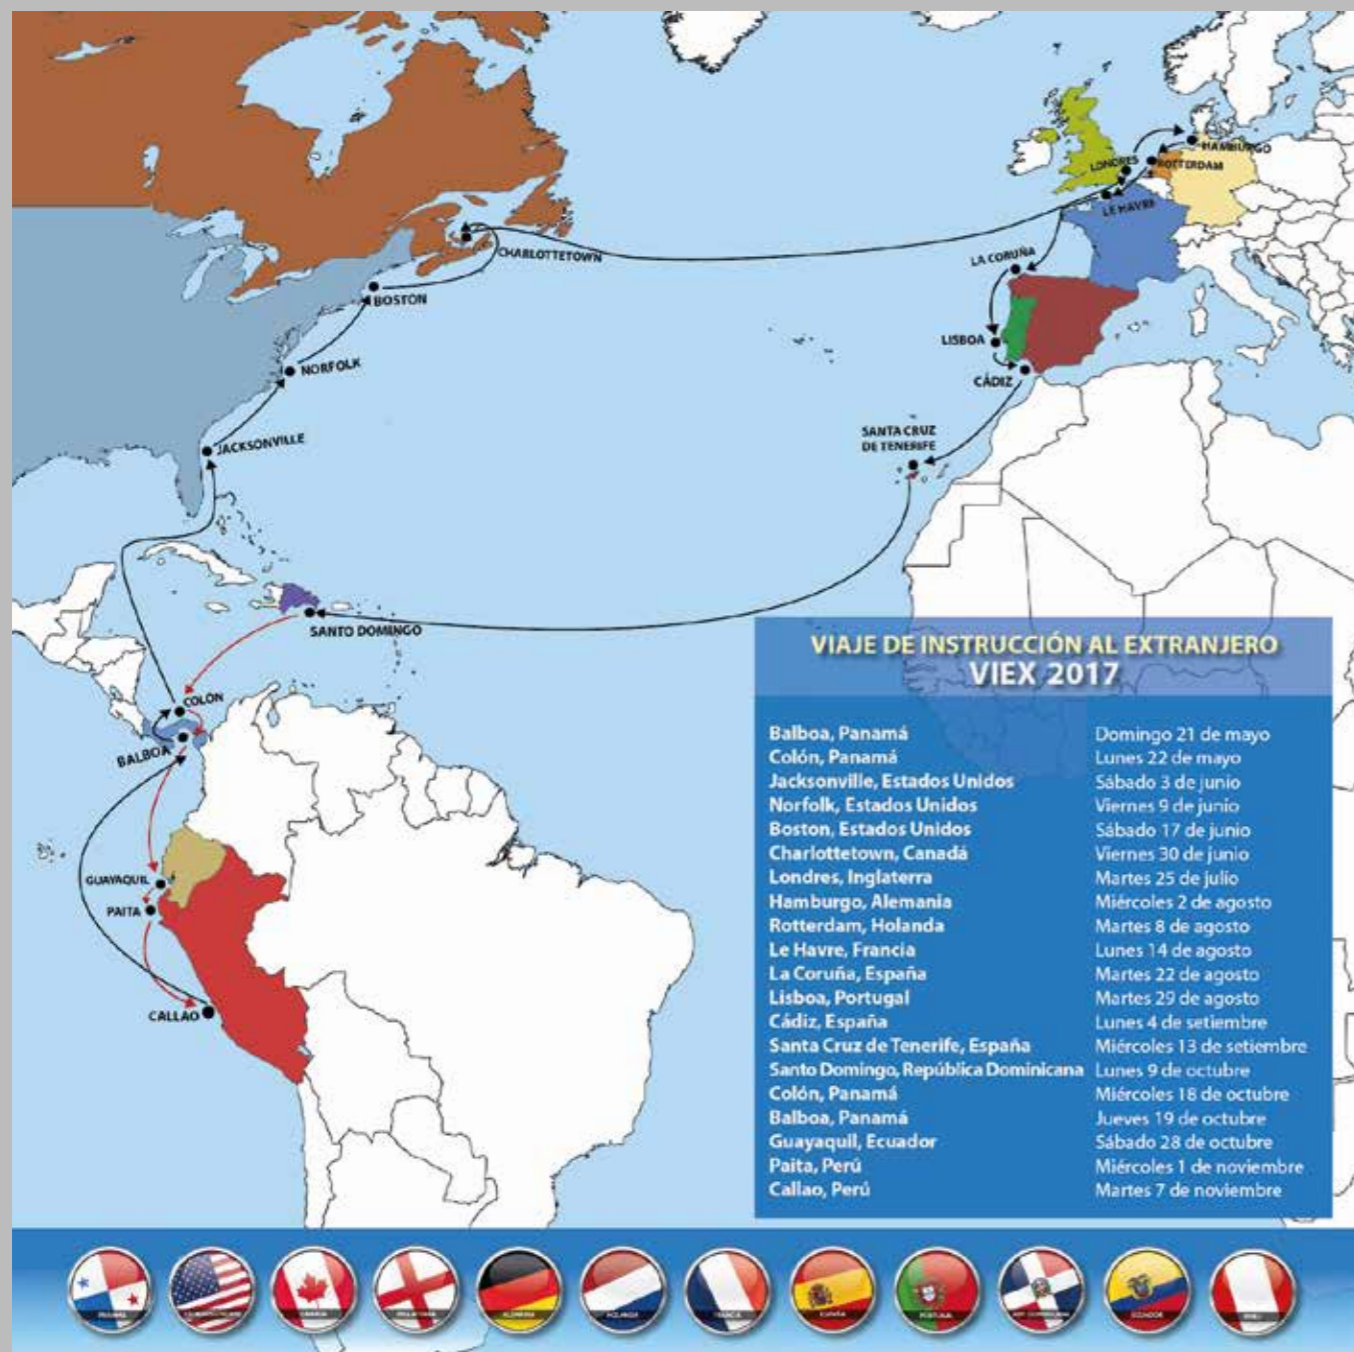 HAMBURGO
LONDRES
ROTTERDAM
LE HAVRE
CHARLOTTETOWN
LA CORUÑA
BOSTON
LISBOA
NORFOLK
CÁDIZ
JACKSONVILLE
SANTA CRUZ
DE TENERIFE
SANTO DOMINGO
COLÓN
BALBOA
GUAYAQUIL
PAITA
CALLAO
VIAJE DE INSTRUCCIÓN AL EXTRANJERO
VIEX 2017
Balboa, Panamá Domingo 21 de mayo
Colón, Panamá Lunes 22 de mayo
Jacksonville, Estados Unidos Sábado 3 de junio
Norfolk, Estados Unidos Viernes 9 de junio
Boston, Estados Unidos Sábado 17 de junio
Charlottetown, Canadá Viernes 30 de junio
Londres, Inglaterra Martes 25 de julio
Hamburgo, Alemania Miércoles 2 de agosto
Rotterdam, Holanda Martes 8 de agosto
Le Havre, Francia Lunes 14 de agosto
La Coruña, España Martes 22 de agosto
Lisboa, Portugal Martes 29 de agosto
Cádiz, España Lunes 4 de setiembre
Santa Cruz de Tenerife, España Miércoles 13 de setiembre
Santo Domingo, República Dominicana Lunes 9 de octubre
Colón, Panamá Miércoles 18 de octubre
Balboa, Panamá Jueves 19 de octubre
Guayaquil, Ecuador Sábado 28 de octubre
Paita, Perú Miércoles 1 de noviembre
Callao, Perú Martes 7 de noviembre